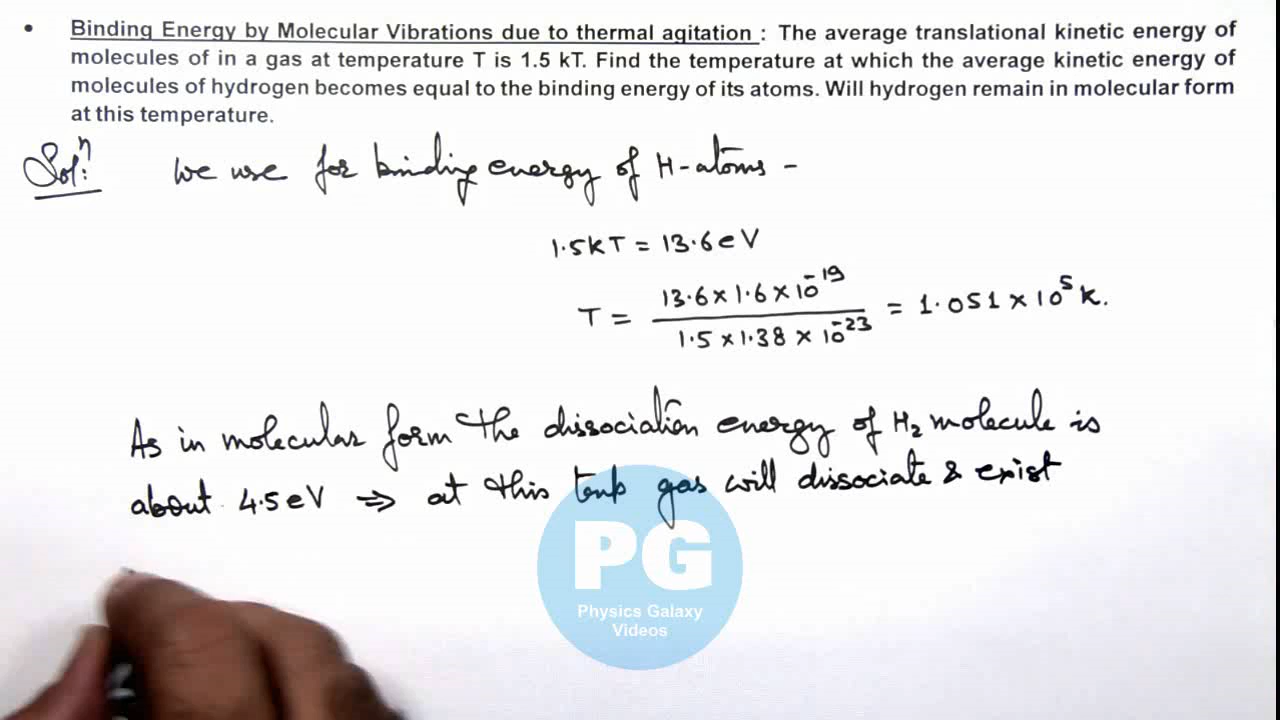 • Binding Energy by Molecular Vibrations due to thermal agitation : The average translational kinetic energy of
molecules of in a gas at temperature T is 1.5 kT. Find the temperature at which the average kinetic energy of
molecules of hydrogen becomes equal to the binding energy of its atoms. Will hydrogen remain in molecular form
at this temperature.
Solⁿ: We use for binding energy of H-atoms -
1.5kT = 13.6eV
T = (13.6 × 1.6 × 10⁻¹⁹) / (1.5 × 1.38 × 10⁻²³) = 1.051 × 10⁵ K.
As in molecular form the dissociation energy of H₂ molecule is
about 4.5eV ⇒ at this temp gas will dissociate & exist
PG
Physics Galaxy
Videos